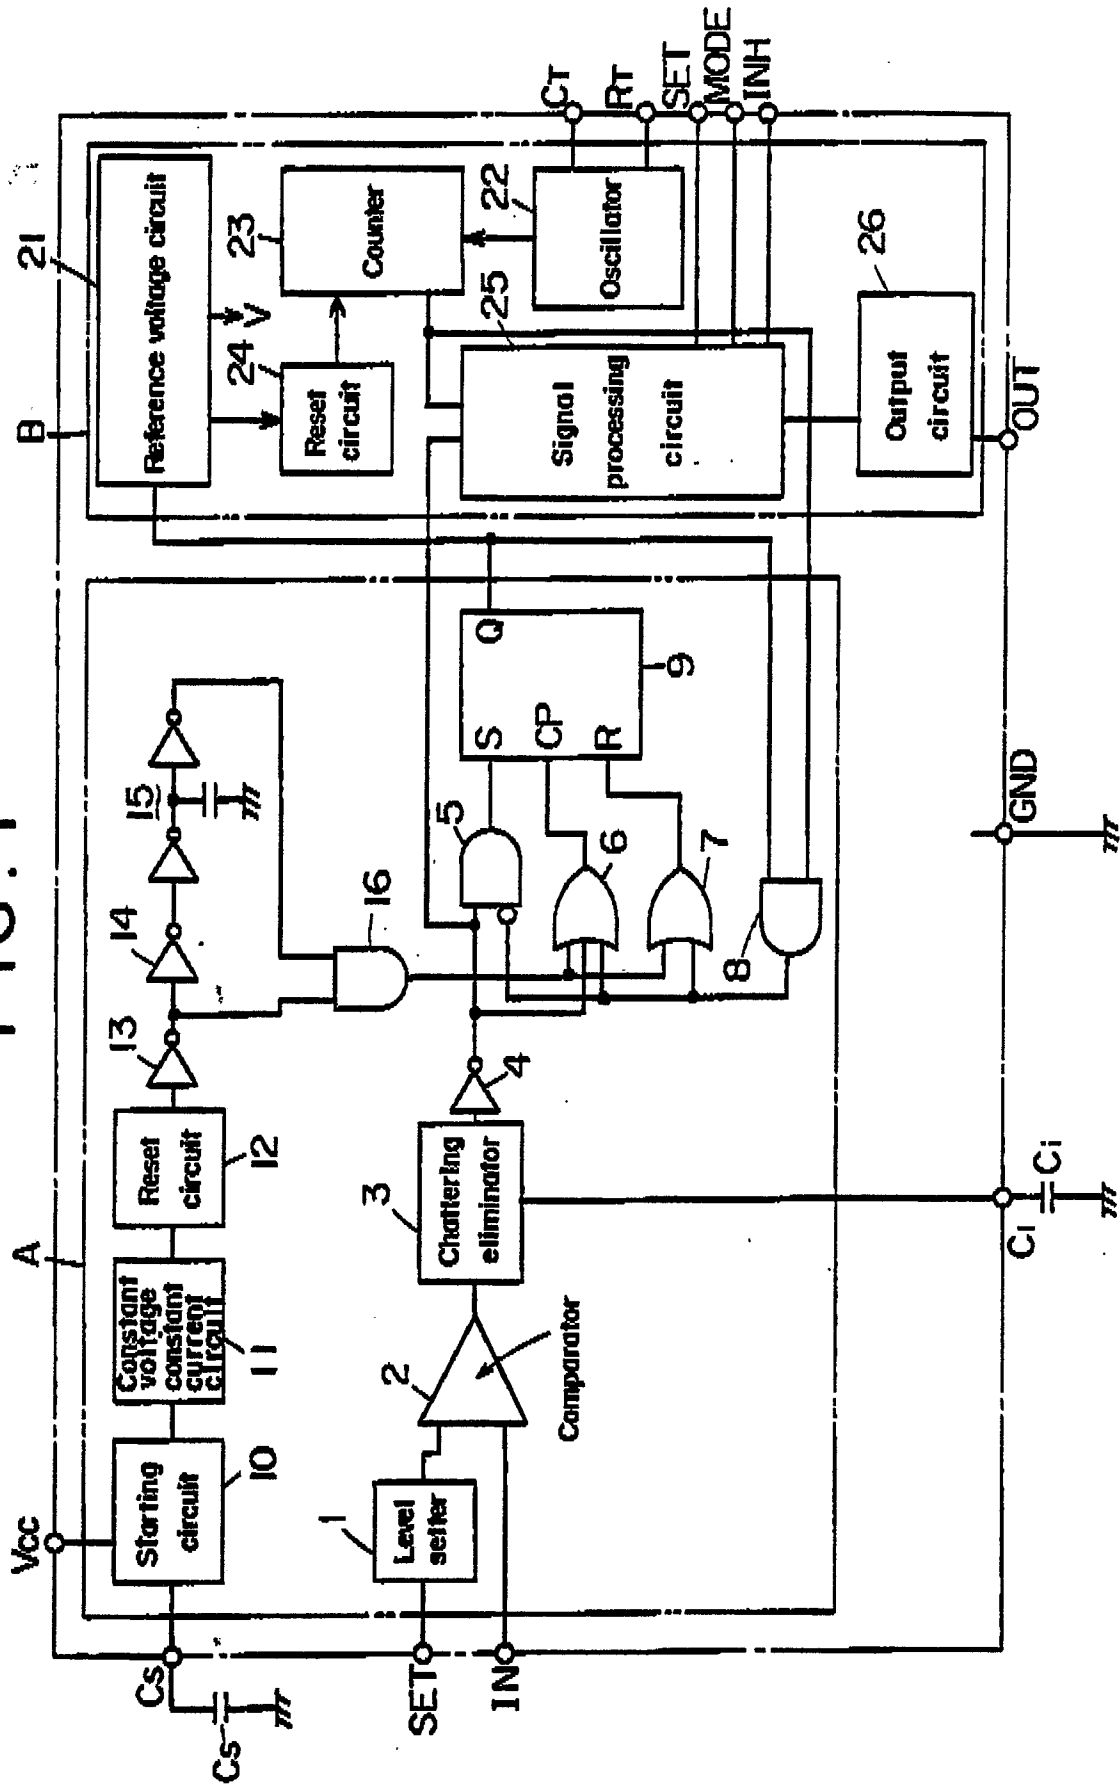 FIG. 1
Vcc
A
B
21
Cs
Cs
Starting
circuit
10
Constant
voltage
constant
current
circuit
11
Reset
circuit
12
13
14
15
16
Reference voltage circuit
V
24
Reset
circuit
23
Counter
22
Oscillator
CT
RT
SET
MODE
INH
SET
IN
1
Level
setter
2
Comparator
3
Chattering
eliminator
4
5
6
7
8
S
CP
R
Q
9
25
Signal
processing
circuit
26
Output
circuit
Ci
Ci
GND
OUT